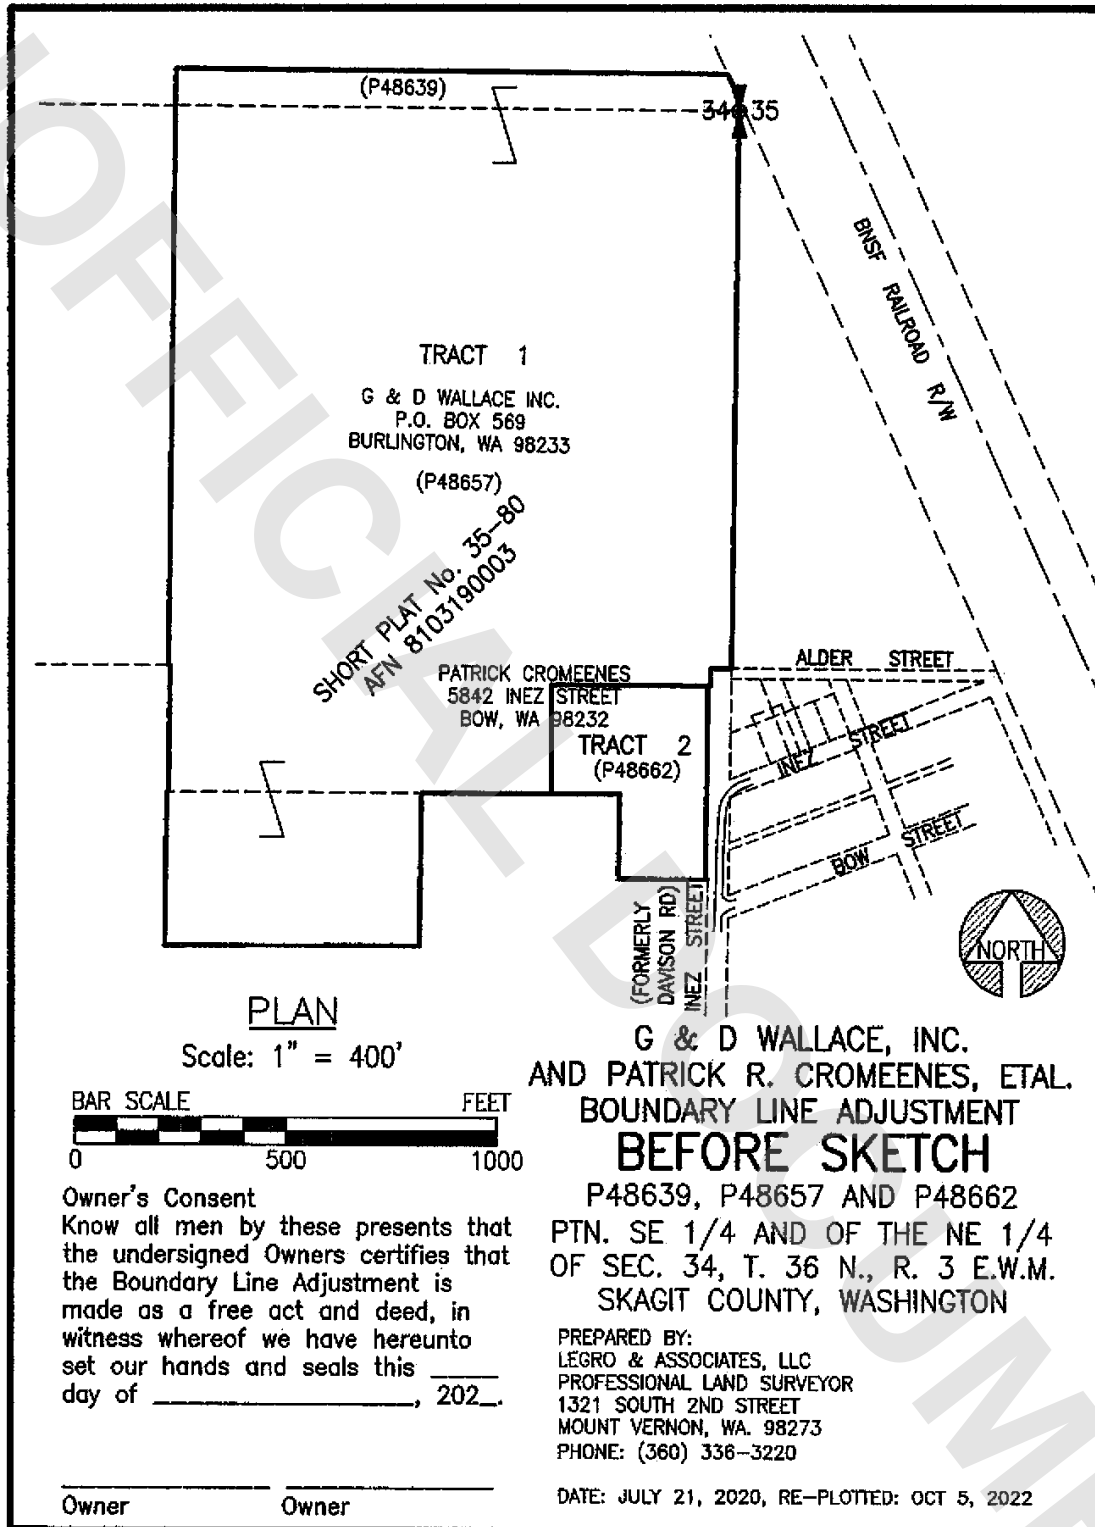 (P48639)
34 35
BNSF RAILROAD R/W
TRACT 1
G & D WALLACE INC.
P.O. BOX 569
BURLINGTON, WA 98233
(P48657)
SHORT PLAT No. 35-80
AFN 8103190003
PATRICK CROMEENES
5842 INEZ STREET
BOW, WA 98232
TRACT 2
(P48662)
ALDER STREET
INEZ STREET
BOW STREET
(FORMERLY
DAVISON RD)
INEZ STREET
NORTH
PLAN
Scale: 1" = 400'
BAR SCALE FEET
0 500 1000
G & D WALLACE, INC.
AND PATRICK R. CROMEENES, ETAL.
BOUNDARY LINE ADJUSTMENT
BEFORE SKETCH
P48639, P48657 AND P48662
PTN. SE 1/4 AND OF THE NE 1/4
OF SEC. 34, T. 36 N., R. 3 E.W.M.
SKAGIT COUNTY, WASHINGTON
Owner's Consent
Know all men by these presents that
the undersigned Owners certifies that
the Boundary Line Adjustment is
made as a free act and deed, in
witness whereof we have hereunto
set our hands and seals this _____
day of __________________, 202_.
Owner Owner
PREPARED BY:
LEGRO & ASSOCIATES, LLC
PROFESSIONAL LAND SURVEYOR
1321 SOUTH 2ND STREET
MOUNT VERNON, WA. 98273
PHONE: (360) 336-3220
DATE: JULY 21, 2020, RE-PLOTTED: OCT 5, 2022
OFFICIAL DOCUME